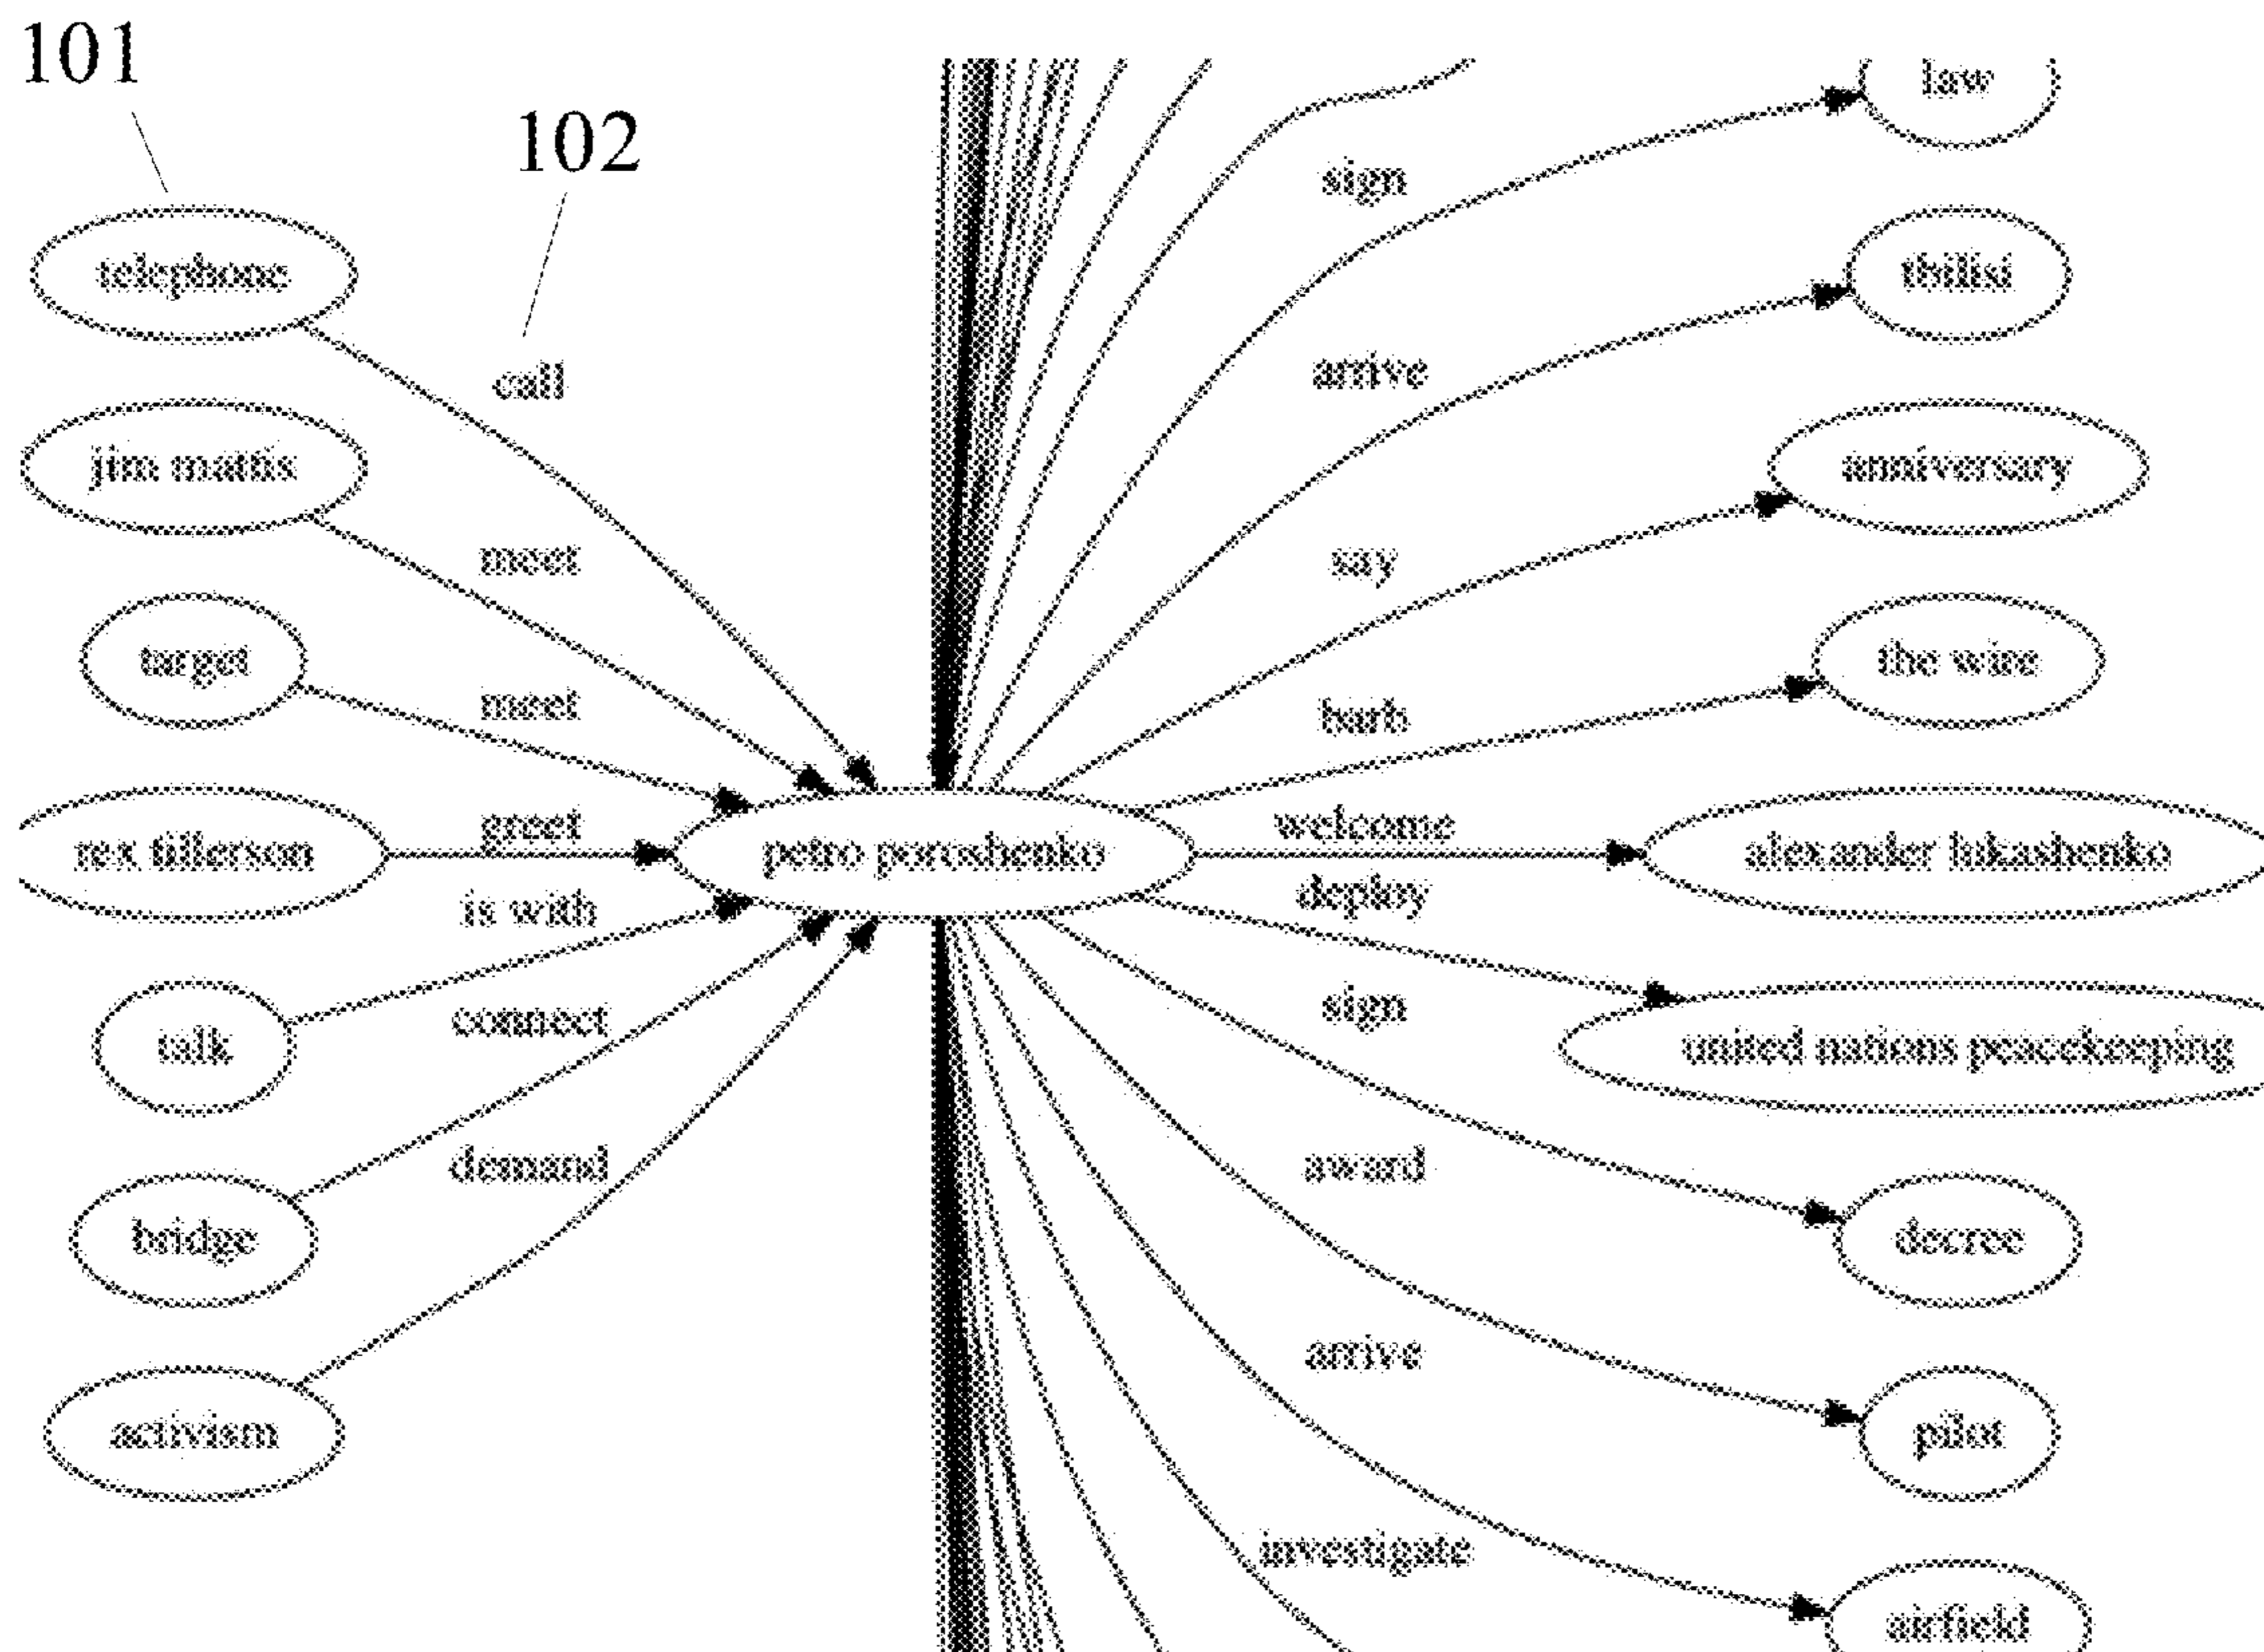 101
102
law
sign
telephone
tbilisi
call
arrive
jim mattis
anniversary
meet
say
target
the wire
meet
barb
greet
welcome
rex tillerson
petro poroshenko
alexander lukashenko
is with
deploy
talk
connect
sign
united nations peacekeeping
demand
award
bridge
decree
arrive
activism
pilot
investigate
airfield